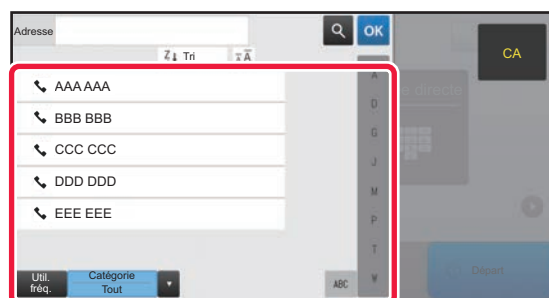 Adresse
OK
CA
Z↓ Tri
A
AAA AAA
BBB BBB
CCC CCC
DDD DDD
EEE EEE
A
D
G
J
M
P
T
¥
e directe
Départ
Util.
fréq.
Catégorie
Tout
▼
ABC